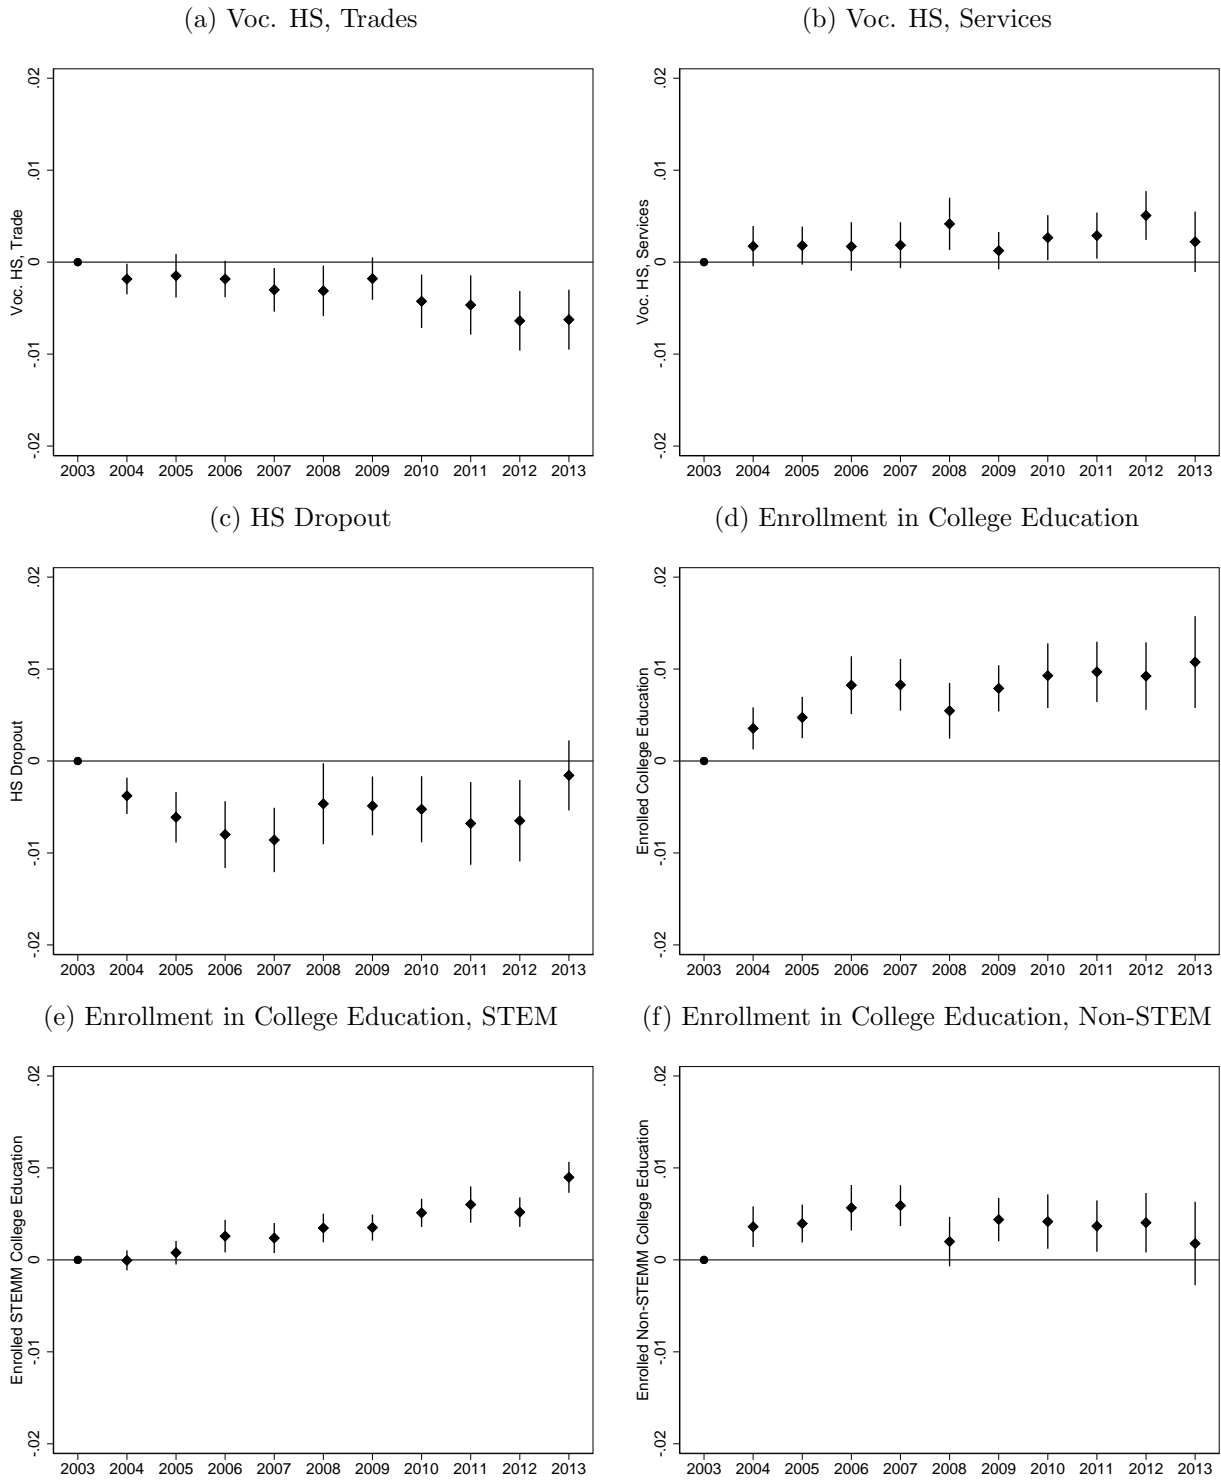 (a) Voc. HS, Trades
Voc. HS, Trade
.02
.01
0
-.01
-.02
2003 2004 2005 2006 2007 2008 2009 2010 2011 2012 2013
(b) Voc. HS, Services
Voc. HS, Services
.02
.01
0
-.01
-.02
2003 2004 2005 2006 2007 2008 2009 2010 2011 2012 2013
(c) HS Dropout
HS Dropout
.02
.01
0
-.01
-.02
2003 2004 2005 2006 2007 2008 2009 2010 2011 2012 2013
(d) Enrollment in College Education
Enrolled College Education
.02
.01
0
-.01
-.02
2003 2004 2005 2006 2007 2008 2009 2010 2011 2012 2013
(e) Enrollment in College Education, STEM
Enrolled STEMM College Education
.02
.01
0
-.01
-.02
2003 2004 2005 2006 2007 2008 2009 2010 2011 2012 2013
(f) Enrollment in College Education, Non-STEM
Enrolled Non-STEMM College Education
.02
.01
0
-.01
-.02
2003 2004 2005 2006 2007 2008 2009 2010 2011 2012 2013